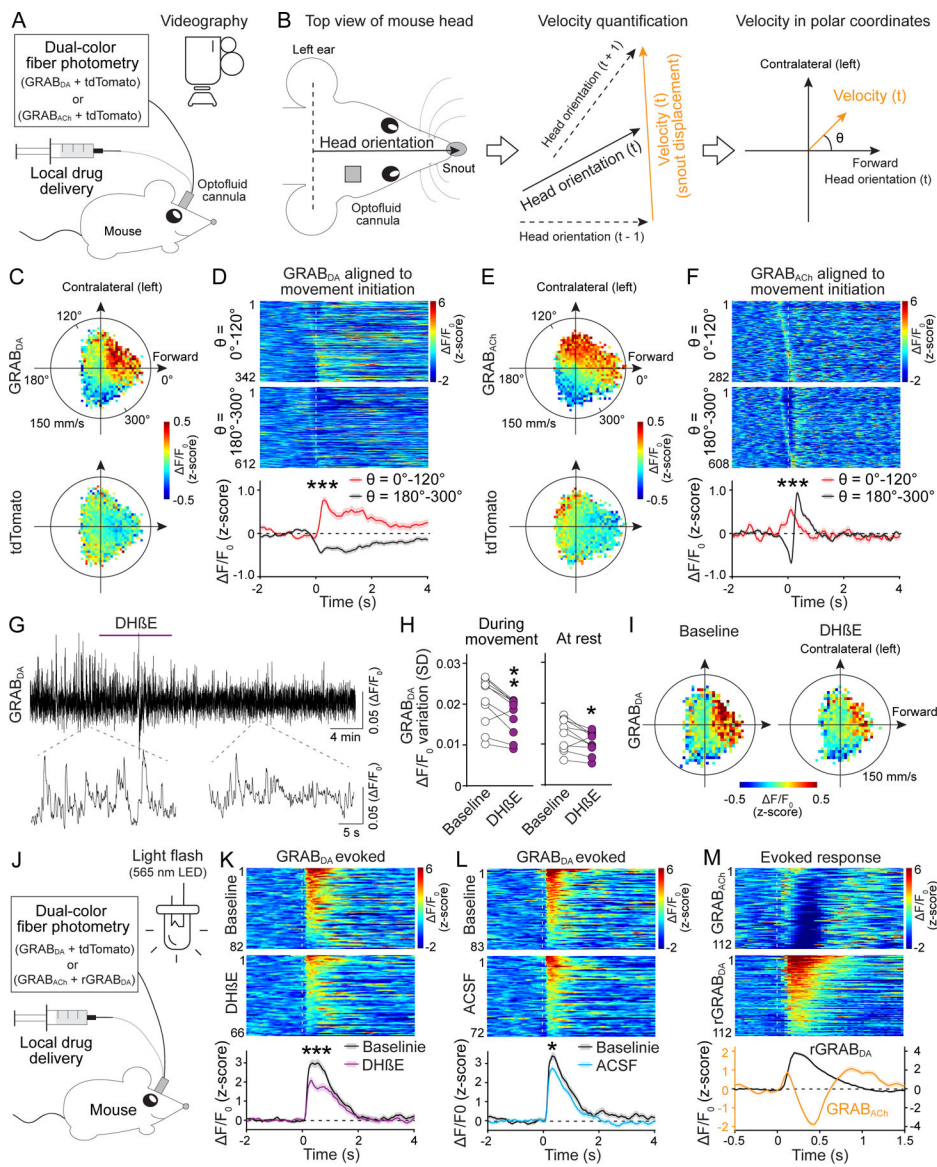 A
Videography
Dual-color
fiber photometry
(GRABDA + tdTomato)
or
(GRABACh + tdTomato)
Local drug
delivery
Optofluid
cannula
Mouse
B
Top view of mouse head
Left ear
Head orientation
Snout
Optofluid
cannula
Velocity quantification
Head orientation (t + 1)
Head orientation (t)
Head orientation (t - 1)
Velocity (t)
(snout displacement)
Velocity in polar coordinates
Contralateral (left)
Velocity (t)
θ
Forward
Head orientation (t)
C
Contralateral (left)
120°
GRABDA
Forward
180°
0°
150 mm/s
300°
0.5
ΔF/F0
(z-score)
-0.5
tdTomato
D
GRABDA aligned to
movement initiation
1
θ =
0°-120°
342
6
ΔF/F0
(z-score)
-2
1
θ =
180°-300°
612
***
θ = 0°-120°
θ = 180°-300°
ΔF/F0 (z-score)
1.0
0
-1.0
-2 0 2 4
Time (s)
E
Contralateral (left)
120°
GRABACh
Forward
180°
0°
150 mm/s
300°
0.5
ΔF/F0
(z-score)
-0.5
tdTomato
F
GRABACh aligned to
movement initiation
1
θ =
0°-120°
282
6
ΔF/F0
(z-score)
-2
1
θ =
180°-300°
608
***
θ = 0°-120°
θ = 180°-300°
ΔF/F0 (z-score)
1.0
0
-1.0
-2 0 2 4
Time (s)
G
DHßE
GRABDA
0.05 (ΔF/F0)
4 min
0.05 (ΔF/F0)
5 s
H
During
movement
At rest
GRABDA
ΔF/F0 variation (SD)
0.03
0.02
0.01
0
**
*
Baseline
DHßE
Baseline
DHßE
I
Baseline
DHßE
Contralateral (left)
GRABDA
Forward
150 mm/s
-0.5 ΔF/F0 0.5
(z-score)
J
Light flash
(565 nm LED)
Dual-color
fiber photometry
(GRABDA + tdTomato)
or
(GRABACh + rGRABDA)
Local drug
delivery
Mouse
K
GRABDA evoked
1
Baseline
82
6
ΔF/F0
(z-score)
-2
1
DHßE
66
***
Baselinie
DHßE
ΔF/F0 (z-score)
3
2
1
0
-2 0 2 4
Time (s)
L
GRABDA evoked
1
Baseline
83
6
ΔF/F0
(z-score)
-2
1
ACSF
72
*
Baselinie
ACSF
ΔF/F0 (z-score)
3
2
1
0
-2 0 2 4
Time (s)
M
Evoked response
1
GRABACh
112
6
ΔF/F0
(z-score)
-2
1
rGRABDA
112
rGRABDA
GRABACh
ΔF/F0 (z-score)
2
1
0
-1
-2
4
2
0
-2
-4
-0.5 0 0.5 1.5
Time (s)